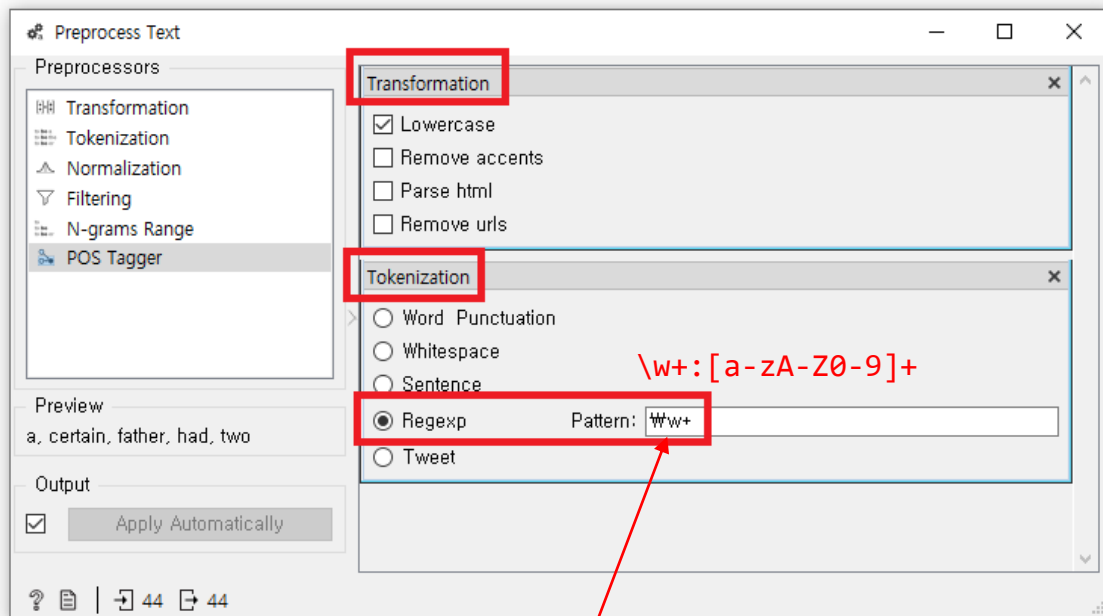 Preprocess Text
Preprocessors
Transformation
Tokenization
Normalization
Filtering
N-grams Range
POS Tagger
Preview
a, certain, father, had, two
Output
Apply Automatically
44
44
Transformation
Lowercase
Remove accents
Parse html
Remove urls
Tokenization
Word Punctuation
Whitespace
\w+:[a-zA-Z0-9]+
Sentence
Regexp Pattern: ₩w+
Tweet